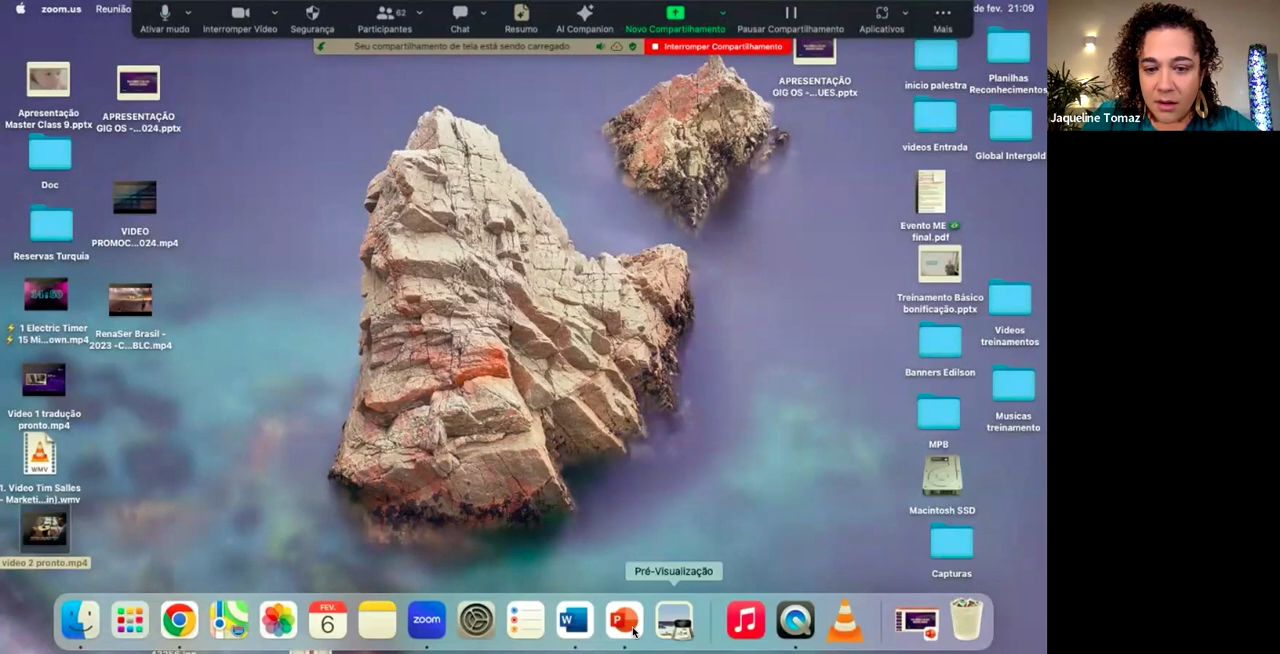 zoom.us Reunião
de fev. 21:09
Ativar mudo
Interromper Vídeo
Segurança
62
Participantes
Chat
Resumo
AI Companion
Novo Compartilhamento
Pausar Compartilhamento
Aplicativos
Mais
Seu compartilhamento de tela está sendo carregado
Interromper Compartilhamento
Apresentação
Master Class 9.pptx
APRESENTAÇÃO
GIG OS -...024.pptx
APRESENTAÇÃO
GIG OS -...UES.pptx
inicio palestra
Planilhas
Reconhecimentos
Jaqueline Tomaz
Doc
videos Entrada
Global Intergold
VIDEO
PROMOC...024.mp4
Reservas Turquia
Evento ME
final.pdf
1 Electric Timer
15 Mi...own.mp4
RenaSer Brasil -
2023 -C...BLC.mp4
Treinamento Básico
bonificação.pptx
Videos
treinamentos
Banners Edilson
Video 1 tradução
pronto.mp4
Musicas
treinamento
MPB
WMV
1. Video Tim Salles
- Marketi...in).wmv
Macintosh SSD
video 2 pronto.mp4
Capturas
Pré-Visualização
FEV.
6
zoom
W
P